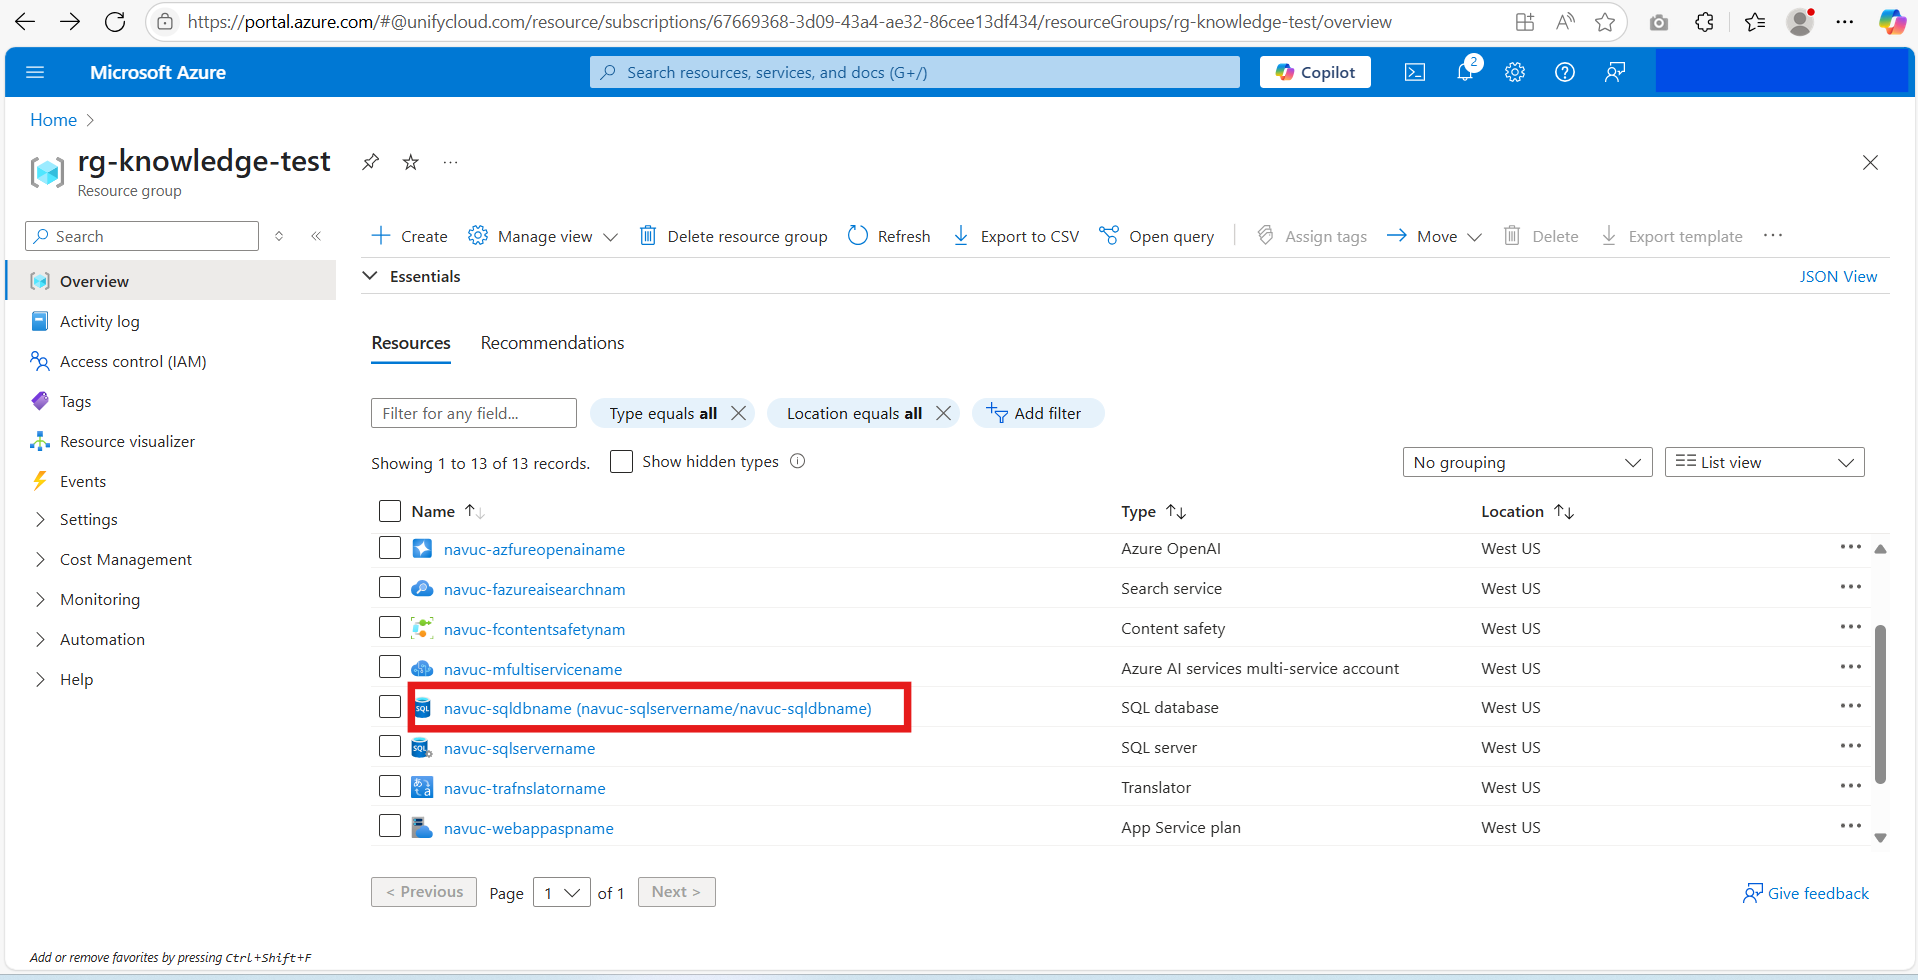 https://portal.azure.com/#@unifycloud.com/resource/subscriptions/67669368-3d09-43a4-ae32-86cee13df434/resourceGroups/rg-knowledge-test/overview
Microsoft Azure
Search resources, services, and docs (G+/)
Copilot
2
Home
rg-knowledge-test
Resource group
Search
Create
Manage view
Delete resource group
Refresh
Export to CSV
Open query
Assign tags
Move
Delete
Export template
Overview
Activity log
Access control (IAM)
Tags
Resource visualizer
Events
Settings
Cost Management
Monitoring
Automation
Help
Essentials
JSON View
Resources
Recommendations
Filter for any field...
Type equals all
Location equals all
Add filter
Showing 1 to 13 of 13 records.
Show hidden types
No grouping
List view
Name Type Location
navuc-azfureopenainame Azure OpenAI West US
navuc-fazureaisearchnam Search service West US
navuc-fcontentsafetynam Content safety West US
navuc-mfultiservicename Azure AI services multi-service account West US
SQL navuc-sqldbname (navuc-sqlservername/navuc-sqldbname) SQL database West US
SQL navuc-sqlservername SQL server West US
navuc-trafnslatorname Translator West US
navuc-webappaspname App Service plan West US
< Previous Page 1 of 1 Next >
Give feedback
Add or remove favorites by pressing Ctrl+Shift+F